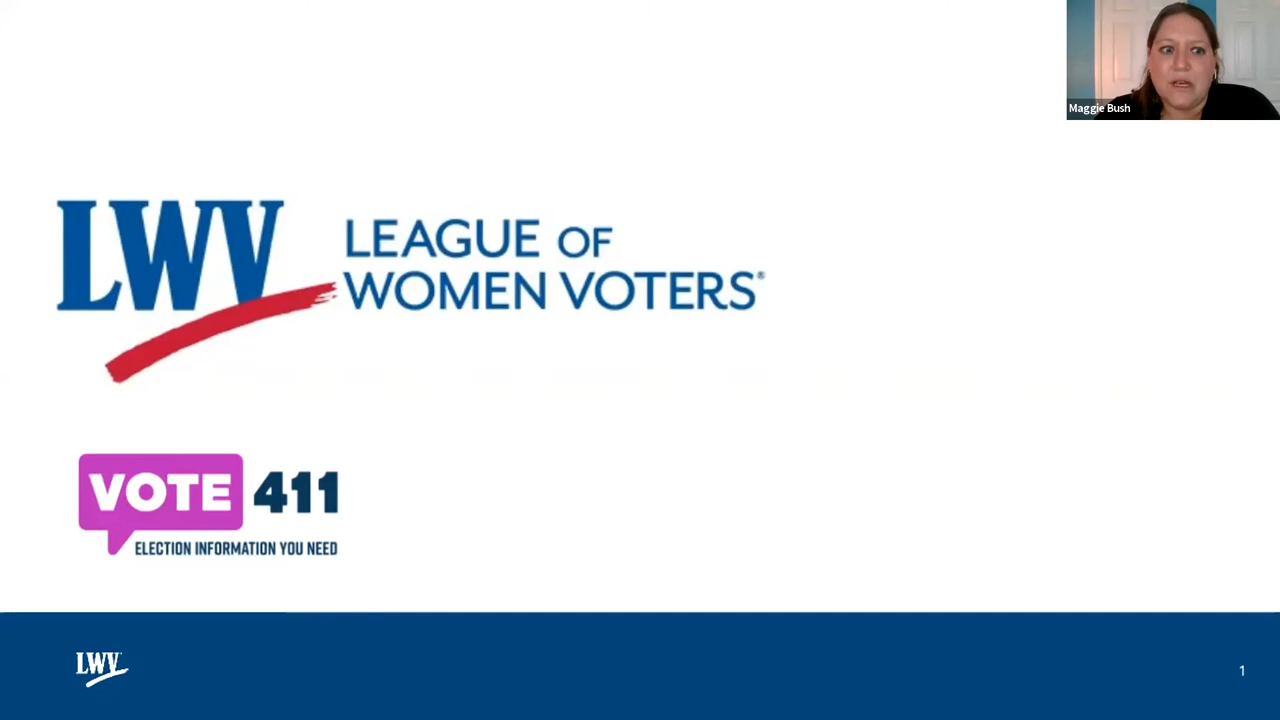 Maggie Bush
LWV
LEAGUE OF
WOMEN VOTERS®
VOTE 411
ELECTION INFORMATION YOU NEED
LWV
1